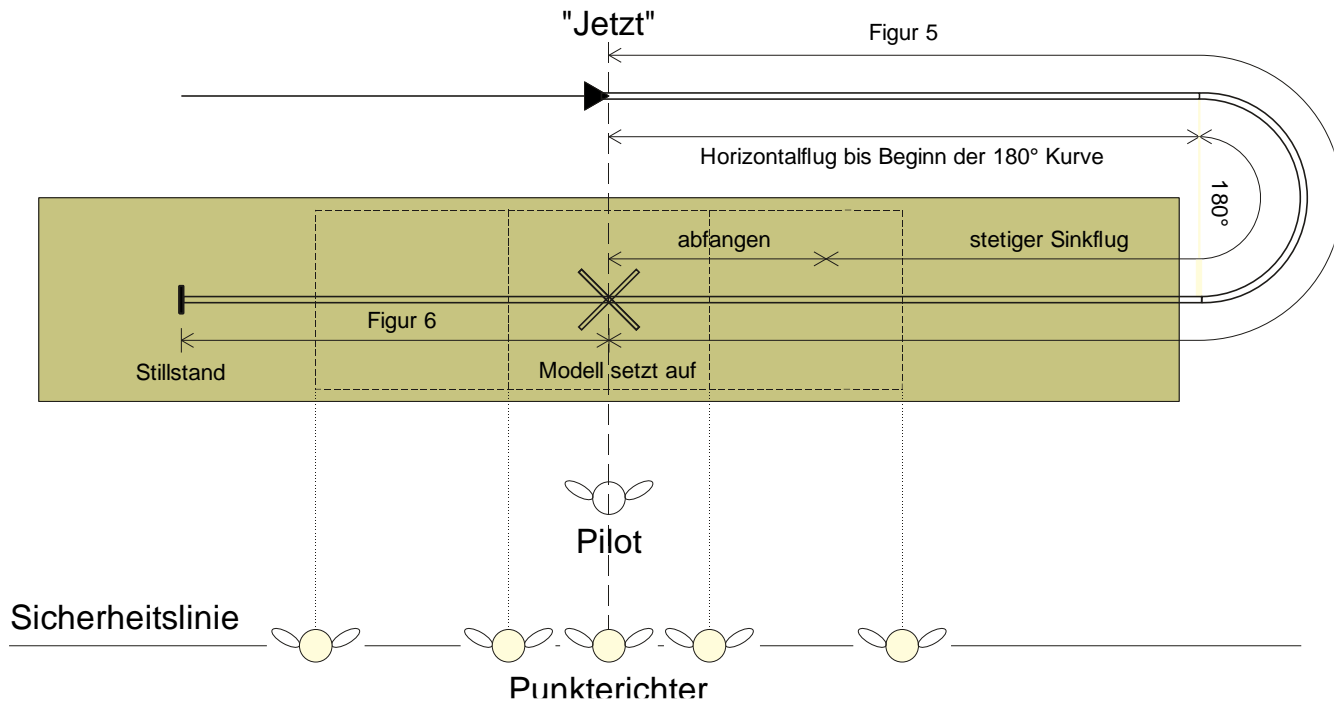 "Jetzt"
Figur 5
Horizontalflug bis Beginn der 180° Kurve
180°
abfangen
stetiger Sinkflug
Figur 6
Stillstand
Modell setzt auf
Pilot
Sicherheitslinie
Punkterichter